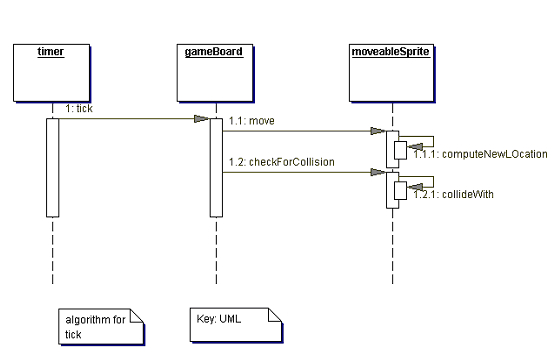 timer
gameBoard
moveableSprite
1: tick
1.1: move
1.1.1: computeNewLOcation
1.2: checkForCollision
1.2.1: collideWith
algorithm for
tick
Key: UML